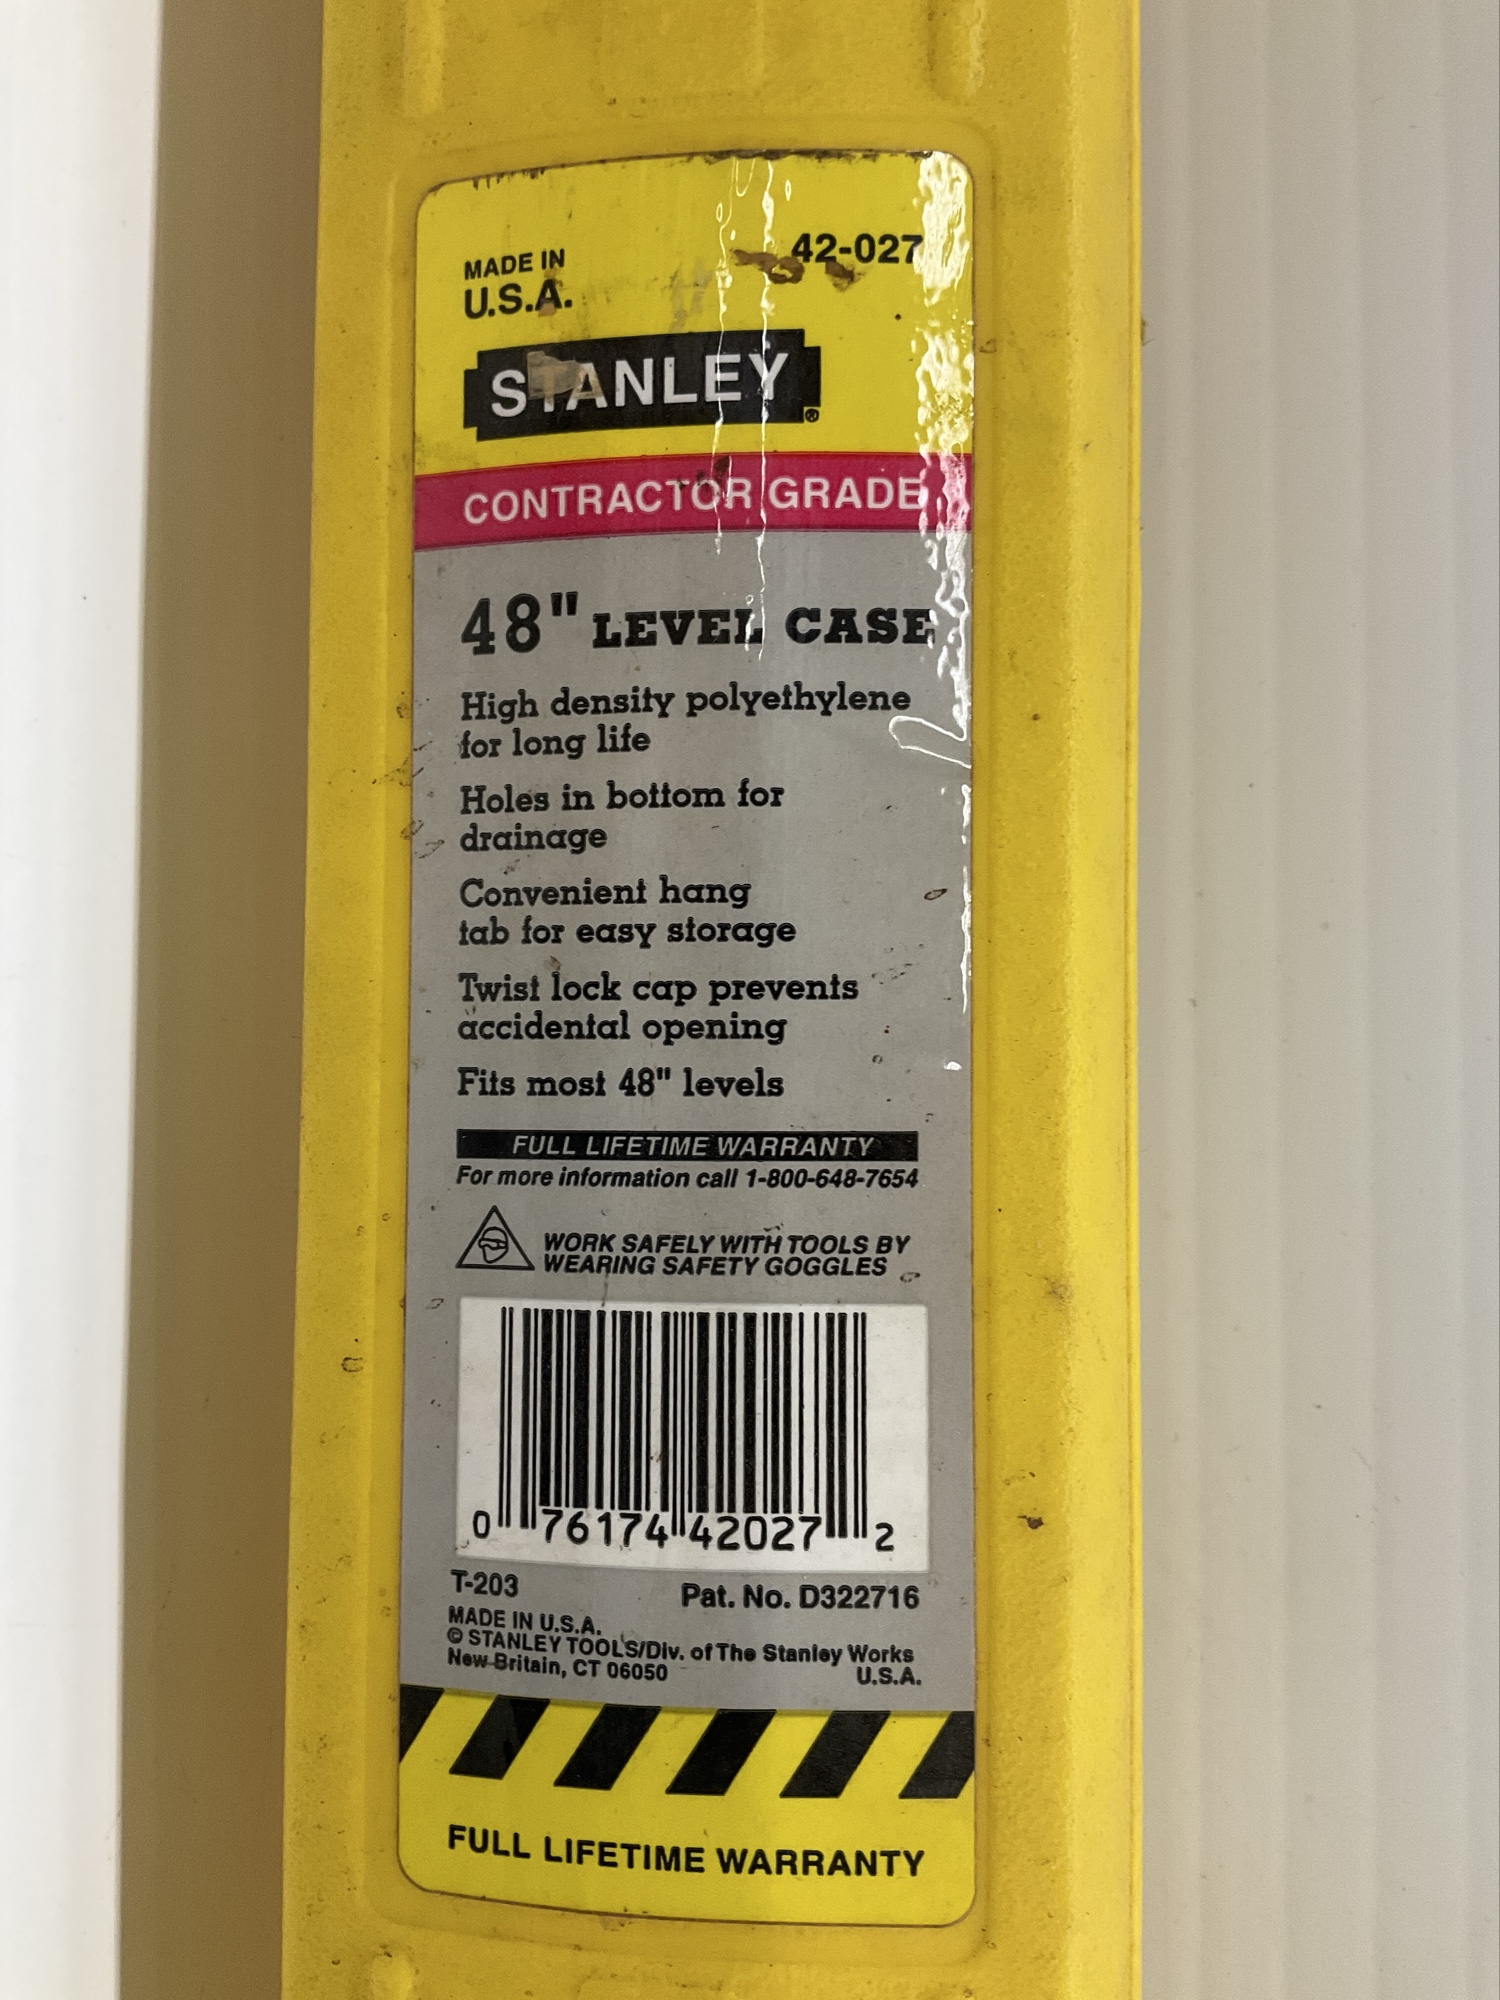 MADE IN
U.S.A.
42-027
STANLEY®
CONTRACTOR GRADE
48" LEVEL CASE
High density polyethylene
for long life
Holes in bottom for
drainage
Convenient hang
tab for easy storage
Twist lock cap prevents
accidental opening
Fits most 48" levels
FULL LIFETIME WARRANTY
For more information call 1-800-648-7654
WORK SAFELY WITH TOOLS BY
WEARING SAFETY GOGGLES
0 76174 42027 2
T-203
Pat. No. D322716
MADE IN U.S.A.
© STANLEY TOOLS/Div. of The Stanley Works
New Britain, CT 06050 U.S.A.
FULL LIFETIME WARRANTY